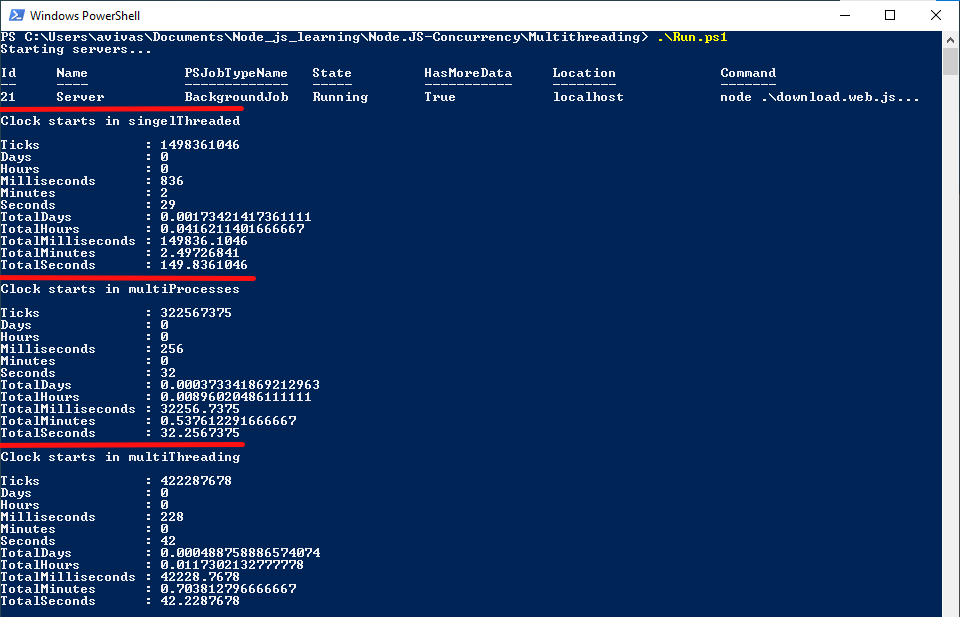 Windows PowerShell
PS C:\Users\avivas\Documents\Node_js_learning\Node.JS-Concurrency\Multithreading> .\Run.ps1
Starting servers...
Id Name PSJobTypeName State HasMoreData Location Command
-- ---- ------------- ----- ----------- -------- -------
21 Server BackgroundJob Running True localhost node .\download.web.js...
Clock starts in singelThreaded
Ticks : 1498361046
Days : 0
Hours : 0
Milliseconds : 836
Minutes : 2
Seconds : 29
TotalDays : 0.00173421417361111
TotalHours : 0.0416211401666667
TotalMilliseconds : 149836.1046
TotalMinutes : 2.49726841
TotalSeconds : 149.8361046
Clock starts in multiProcesses
Ticks : 322567375
Days : 0
Hours : 0
Milliseconds : 256
Minutes : 0
Seconds : 32
TotalDays : 0.000373341869212963
TotalHours : 0.00896020486111111
TotalMilliseconds : 32256.7375
TotalMinutes : 0.537612291666667
TotalSeconds : 32.2567375
Clock starts in multiThreading
Ticks : 422287678
Days : 0
Hours : 0
Milliseconds : 228
Minutes : 0
Seconds : 42
TotalDays : 0.000488758886574074
TotalHours : 0.0117302132777778
TotalMilliseconds : 42228.7678
TotalMinutes : 0.703812796666667
TotalSeconds : 42.2287678